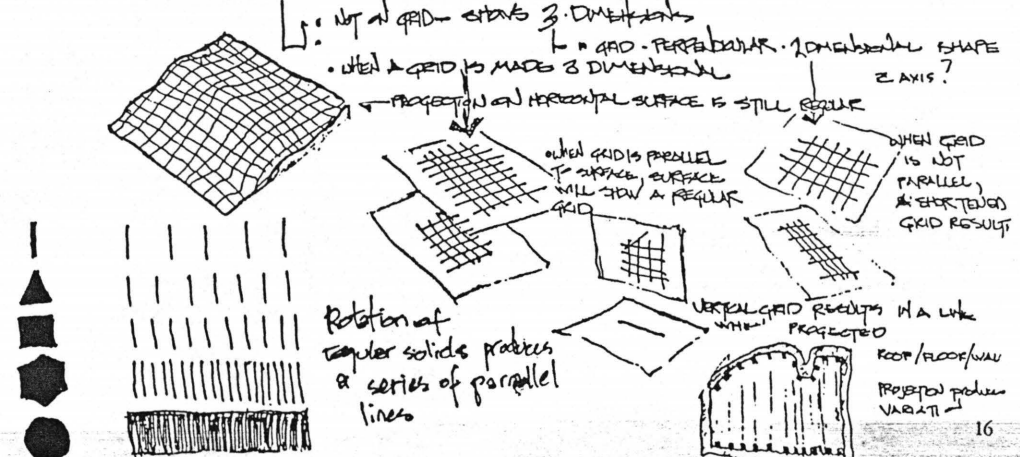 : NOT ON GRID - SHOWS 3 - DIMENSIONS
GRID - PERPENDICULAR - 2 DIMENSIONAL SHAPE
Z AXIS?
• WHEN A GRID IS MADE 3 DIMENSIONAL
PROGECTION ON HORIZONTAL SURFACE IS STILL REGULAR
• WHEN GRID IS PARALLEL
TO SURFACE, SURFACE
WILL SHOW A REGULAR
GRID
WHEN GRID
IS NOT
PARALLEL,
SHORTENED
GRID RESULTS
VERTICAL GRID RESULTS IN A LINE
WHEN PROGECTED
Rotation of
regular solids produces
a series of parallel
lines
ROOF/FLOOR/WALL
PROJECTION produces
16